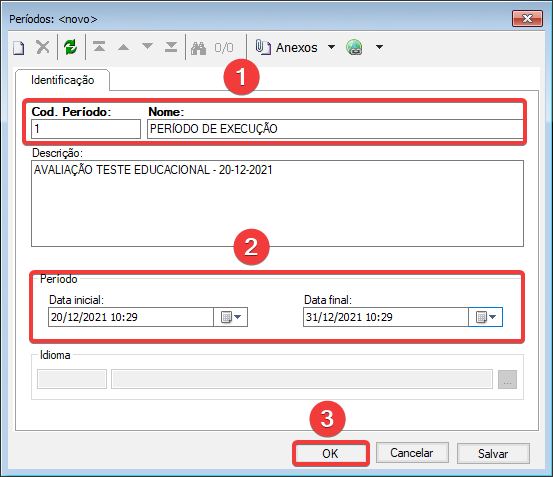 Períodos: <novo>
0/0 Anexos
1
Identificação
Cod. Período: Nome:
1 PERÍODO DE EXECUÇÃO
Descrição:
AVALIAÇÃO TESTE EDUCACIONAL - 20-12-2021
2
Período
Data inicial: Data final:
20/12/2021 10:29 31/12/2021 10:29
Idioma
...
3
OK Cancelar Salvar